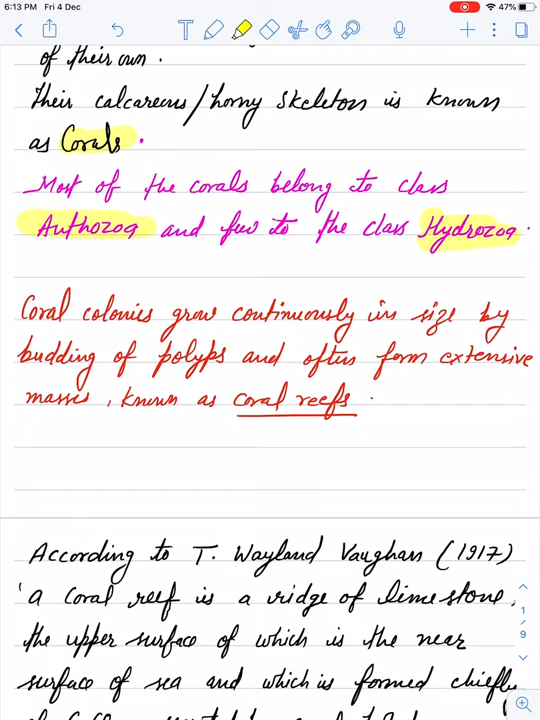 6:13 PM Fri 4 Dec
47%
of their own.
Their calcareous/horny skeleton is known
as Corals.
Most of the corals belong to class
Anthozoa and few to the class Hydrozoa.
Coral colonies grow continuously in size by
budding of polyps and often form extensive
masses, known as coral reefs.
According to T. Wayland Vaughan (1917)
'a coral reef is a ridge of limestone,
the upper surface of which is the near
surface of sea and which is formed chiefly
1
/
9